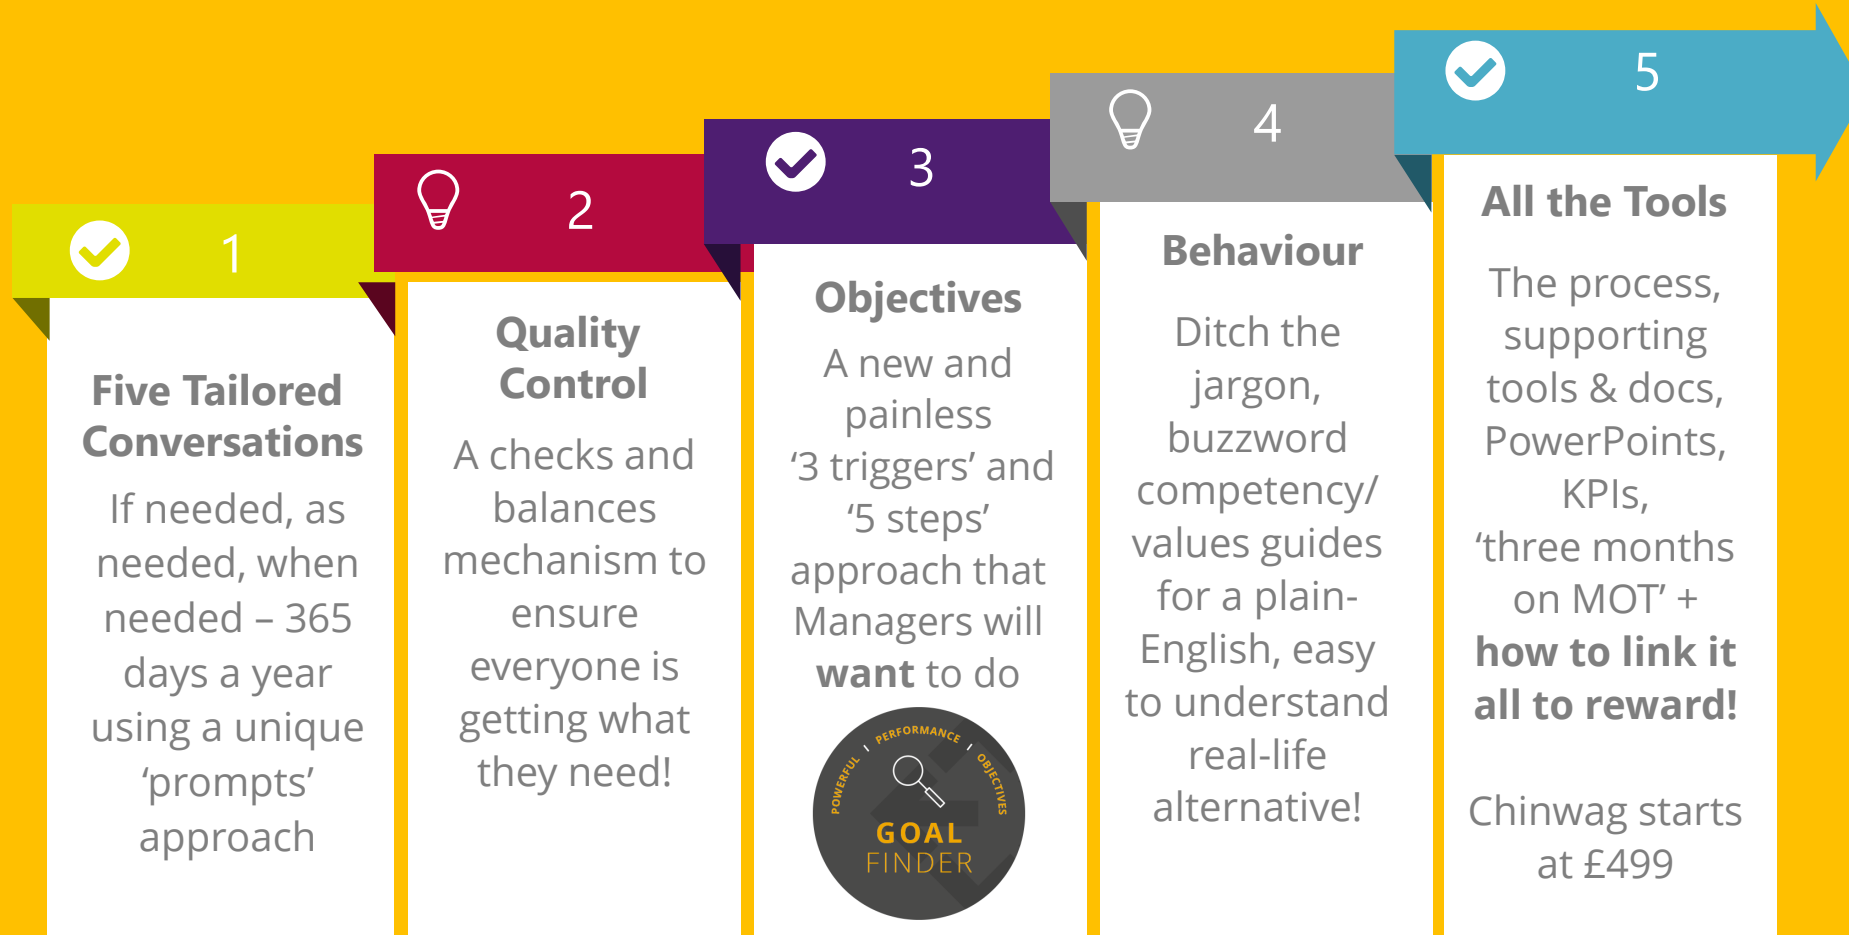 1
Five Tailored
Conversations
If needed, as
needed, when
needed – 365
days a year
using a unique
‘prompts’
approach
2
Quality
Control
A checks and
balances
mechanism to
ensure
everyone is
getting what
they need!
3
Objectives
A new and
painless
‘3 triggers’ and
‘5 steps’
approach that
Managers will
want to do
POWERFUL | PERFORMANCE | OBJECTIVES
GOAL
FINDER
4
Behaviour
Ditch the
jargon,
buzzword
competency/
values guides
for a plain-
English, easy
to understand
real-life
alternative!
5
All the Tools
The process,
supporting
tools & docs,
PowerPoints,
KPIs,
‘three months
on MOT’ +
how to link it
all to reward!
Chinwag starts
at £499